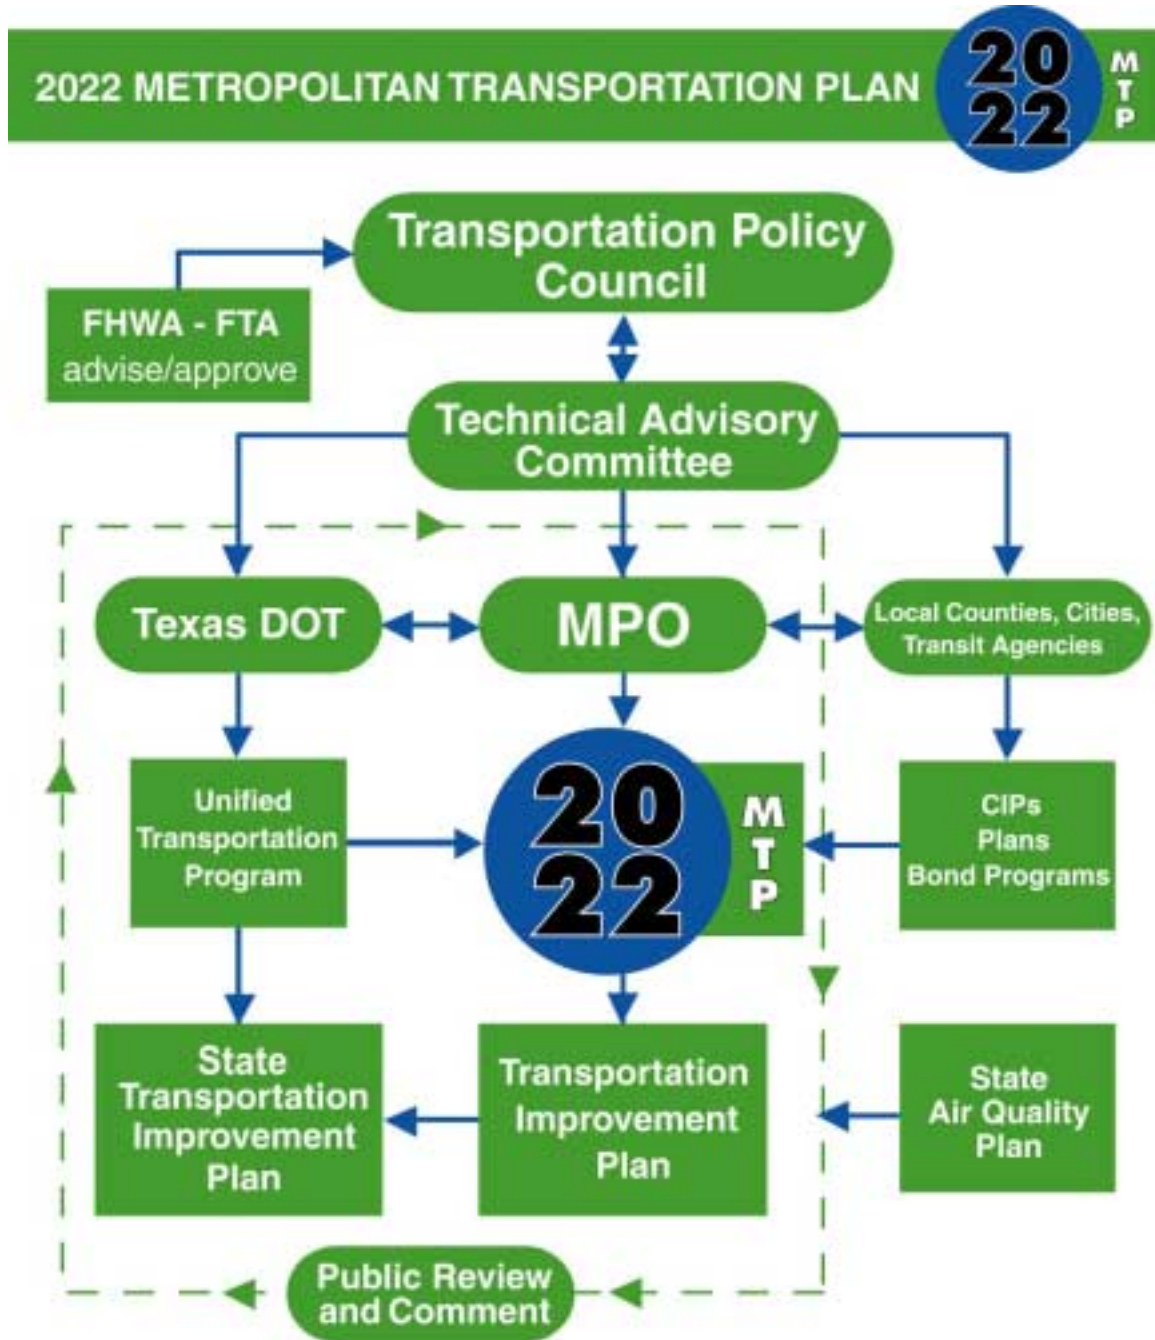 2022 METROPOLITAN TRANSPORTATION PLAN
20
22
MTP
Transportation Policy
Council
FHWA - FTA
advise/approve
Technical Advisory
Committee
Texas DOT
MPO
Local Counties, Cities,
Transit Agencies
Unified
Transportation
Program
20
22
MTP
CIPs
Plans
Bond Programs
State
Transportation
Improvement
Plan
Transportation
Improvement
Plan
State
Air Quality
Plan
Public Review
and Comment